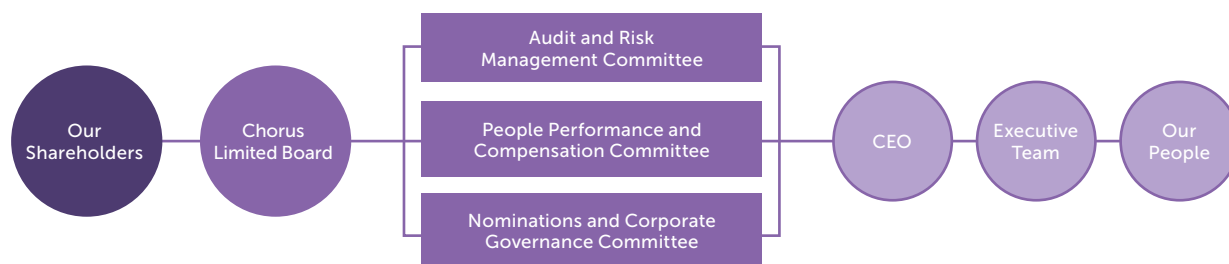 Our
Shareholders
Chorus
Limited Board
Audit and Risk
Management Committee
People Performance and
Compensation Committee
Nominations and Corporate
Governance Committee
CEO
Executive
Team
Our
People